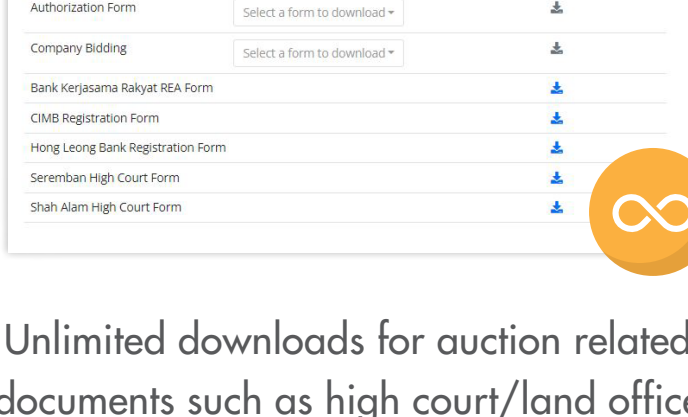 Authorization Form Select a form to download
Company Bidding Select a form to download
Bank Kerjasama Rakyat REA Form
CIMB Registration Form
Hong Leong Bank Registration Form
Seremban High Court Form
Shah Alam High Court Form
Unlimited downloads for auction related
documents such as high court/land office